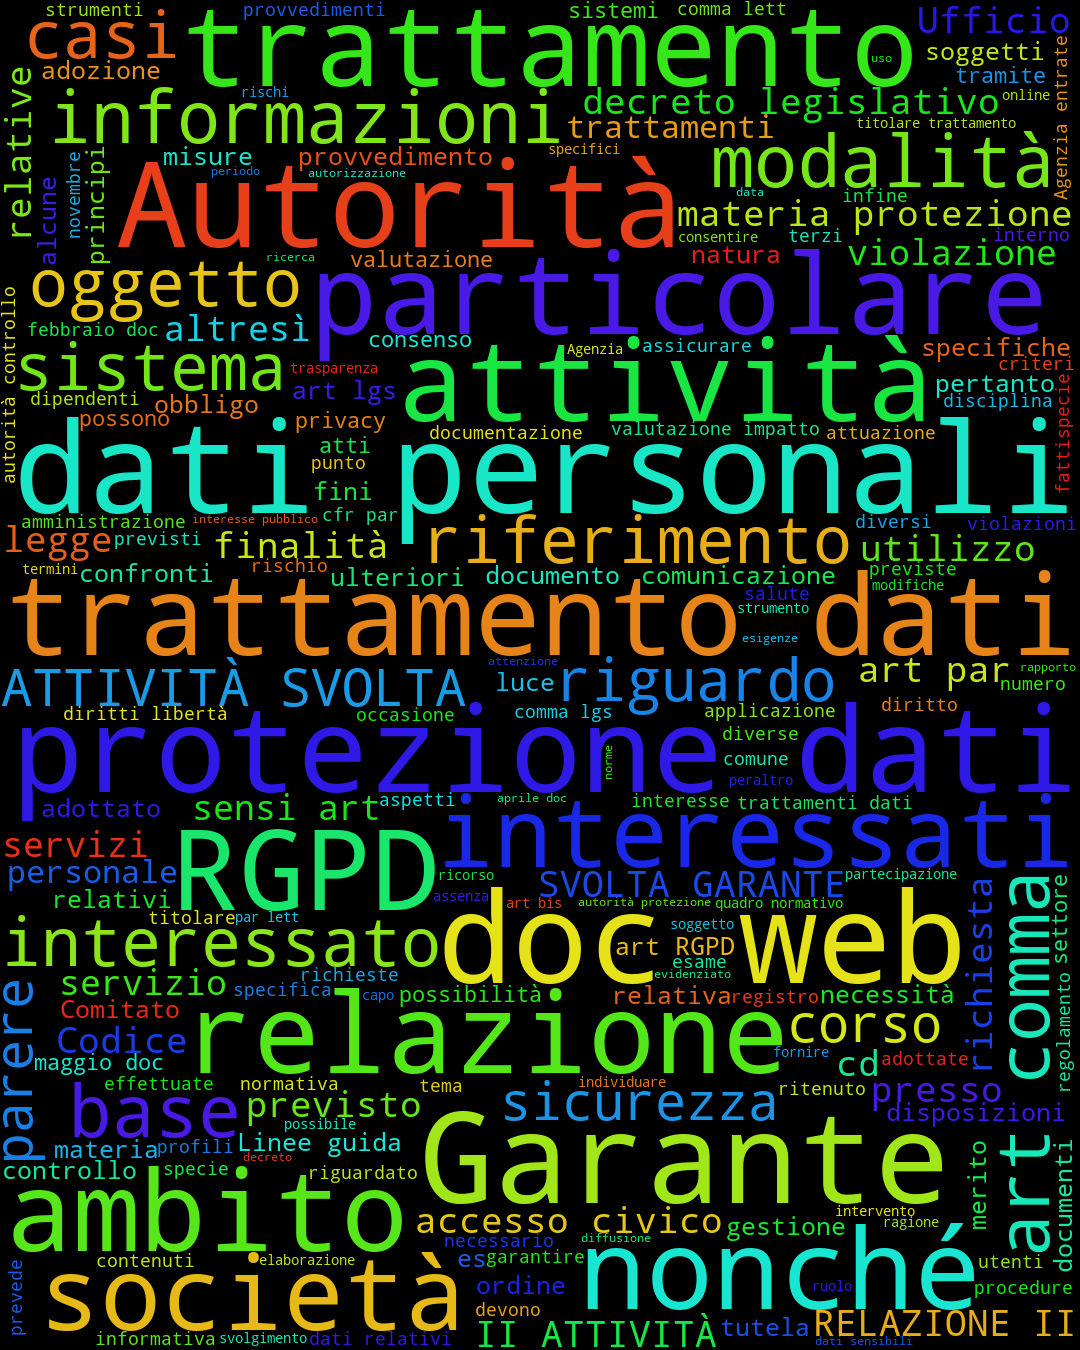 strumenti
provvedimenti
sistemi
comma lett
Ufficio
casi
trattamento
soggetti
adozione
uso
tramite
relative
rischi
informazioni
decreto legislativo
online
Agenzia entrate
trattamenti
titolare trattamento
misure
provvedimento
specifici
modalità
periodo
autorizzazione
novembre
principi
alcune
Autorità
data
infine
materia protezione
consentire
terzi
interno
ricerca
valutazione
natura
violazione
oggetto
particolare
autorità controllo
febbraio doc
altresì
consenso
Agenzia
assicurare
specifiche
sistema
trasparenza
attività
criteri
art lgs
pertanto
dipendenti
obbligo
disciplina
possono
privacy
documentazione
valutazione impatto
attuazione
fattispecie
atti
punto
dati personali
fini
amministrazione
interesse pubblico
cfr par
diversi
violazioni
legge
previsti
finalità
riferimento
utilizzo
termini
confronti
rischio
ulteriori
documento
comunicazione
previste
modifiche
trattamento dati
salute
strumento
esigenze
ATTIVITÀ SVOLTA
attenzione
luce
riguardo
art par
rapporto
numero
diritti libertà
occasione
comma lgs
applicazione
diritto
protezione dati
diverse
norme
comune
peraltro
adottato
sensi art
aspetti
aprile doc
interesse
trattamenti dati
servizi
RGPD
interessati
personale
ricorso
SVOLTA GARANTE
partecipazione
relativi
assenza
art bis
autorità protezione
quadro normativo
titolare
par lett
interessato
doc web
soggetto
art RGPD
esame
evidenziato
richiesta
comma
settore
servizio
richieste
specifica
capo
possibilità
relativa
registro
necessità
Comitato
relazione
corso
parere
Codice
maggio doc
fornire
cd
adottate
regolamento
effettuate
normativa
tema
individuare
ritenuto
presso
base
previsto
sicurezza
disposizioni
possibile
materia
profili
Linee guida
decreto
Garante
controllo
specie
riguardato
merito
art
documenti
ambito
accesso civico
gestione
intervento
ragione
necessario
diffusione
contenuti
elaborazione
es
garantire
nonché
utenti
prevede
società
ordine
ruolo
procedure
devono
informativa
svolgimento
dati relativi
II ATTIVITÀ
tutela
RELAZIONE II
dati sensibili